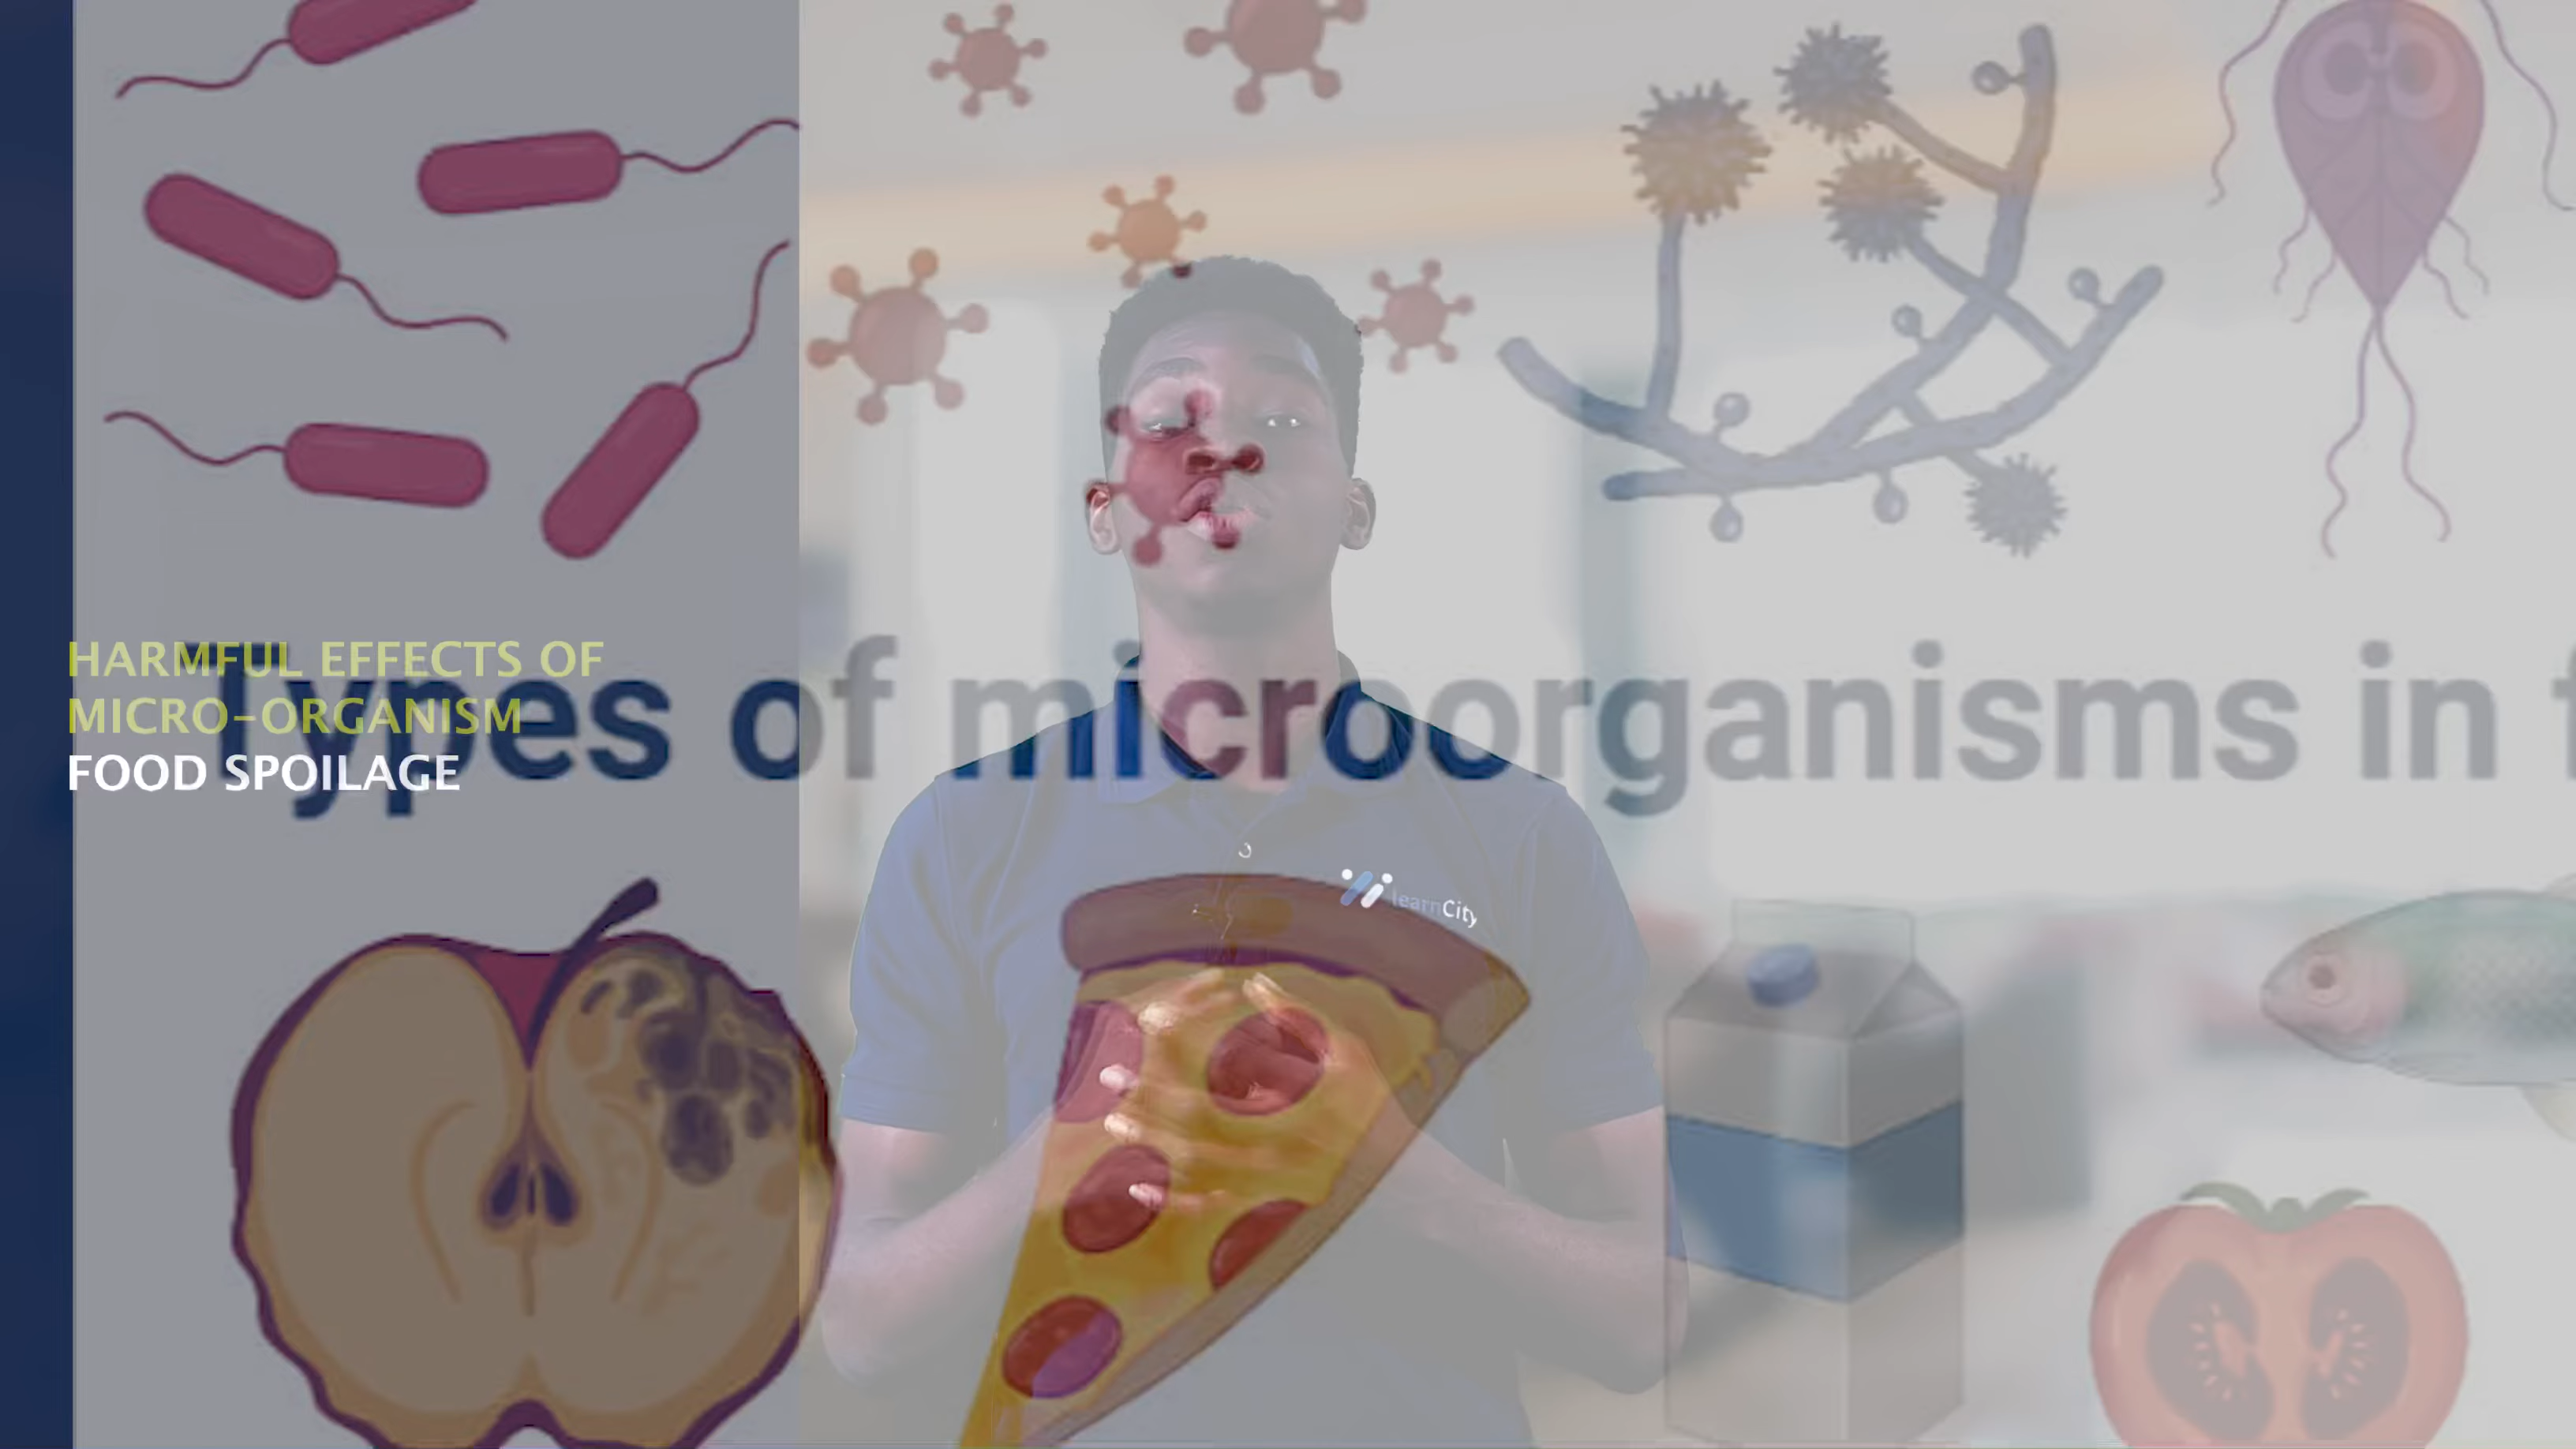 HARMFUL EFFECTS OF
MICRO-ORGANISM
FOOD SPOILAGE
Types of microorganisms in
learnCity